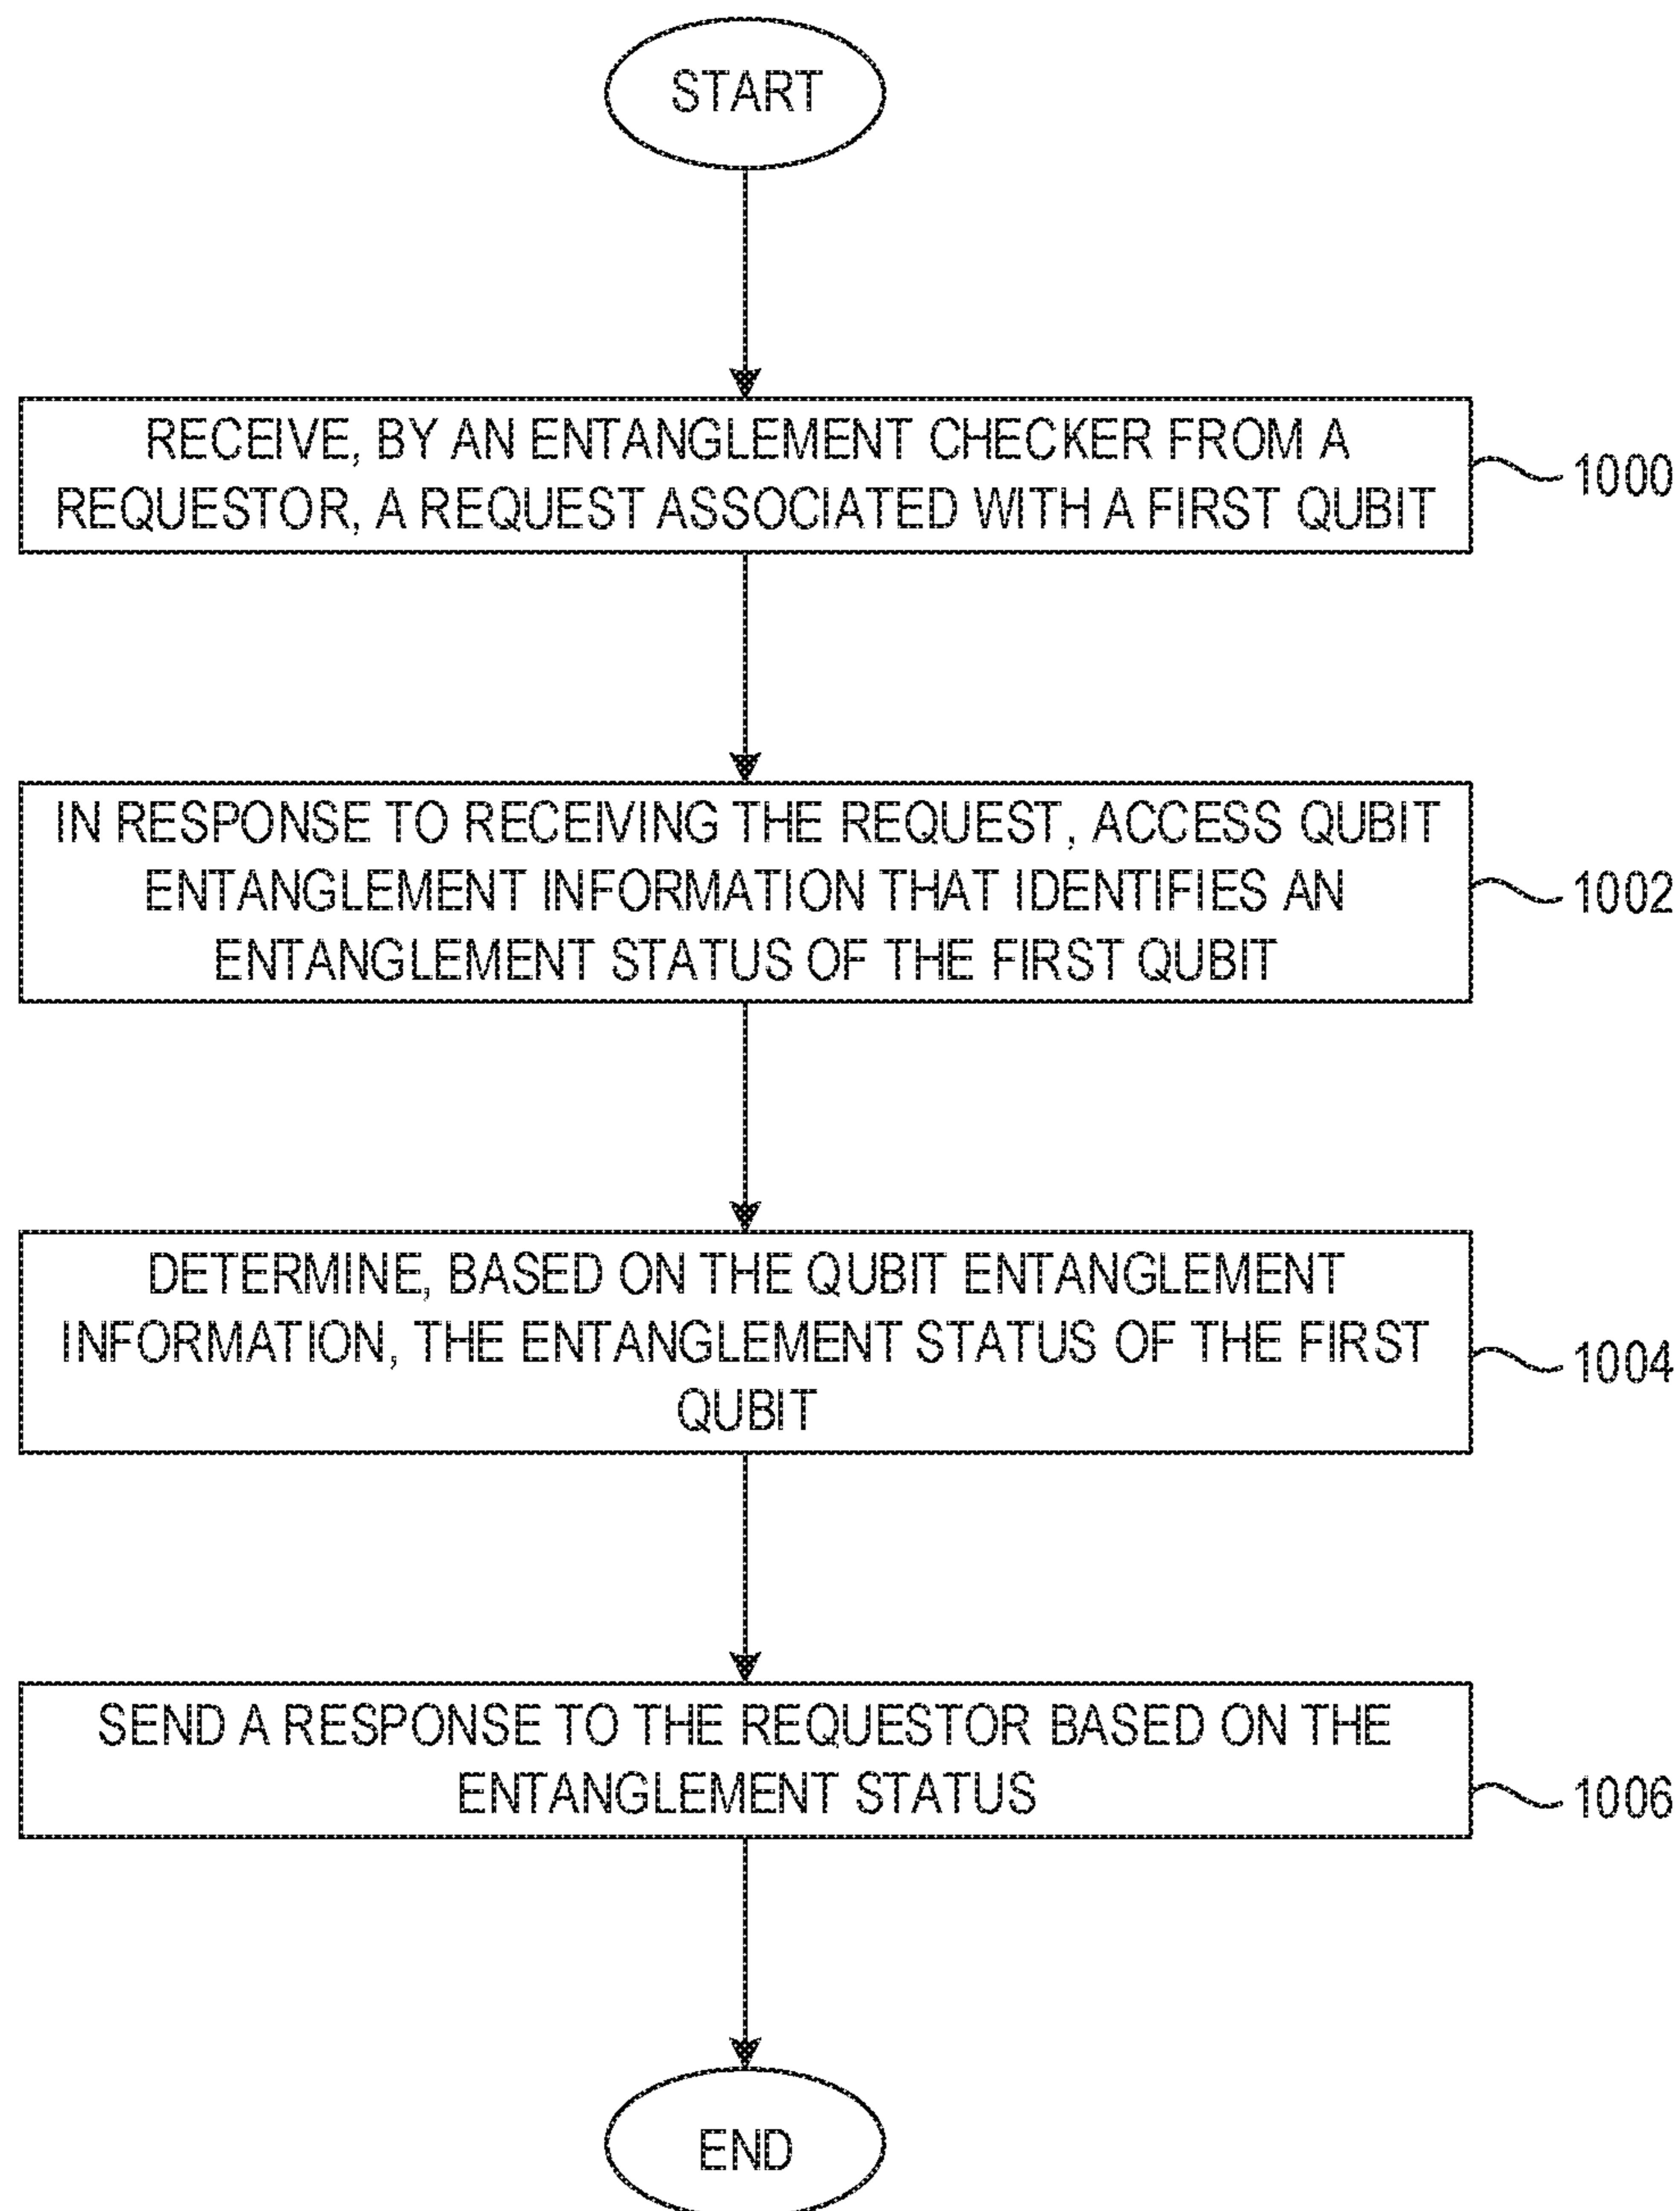 START
RECEIVE, BY AN ENTANGLEMENT CHECKER FROM A
REQUESTOR, A REQUEST ASSOCIATED WITH A FIRST QUBIT
1000
IN RESPONSE TO RECEIVING THE REQUEST, ACCESS QUBIT
ENTANGLEMENT INFORMATION THAT IDENTIFIES AN
ENTANGLEMENT STATUS OF THE FIRST QUBIT
1002
DETERMINE, BASED ON THE QUBIT ENTANGLEMENT
INFORMATION, THE ENTANGLEMENT STATUS OF THE FIRST
QUBIT
1004
SEND A RESPONSE TO THE REQUESTOR BASED ON THE
ENTANGLEMENT STATUS
1006
END